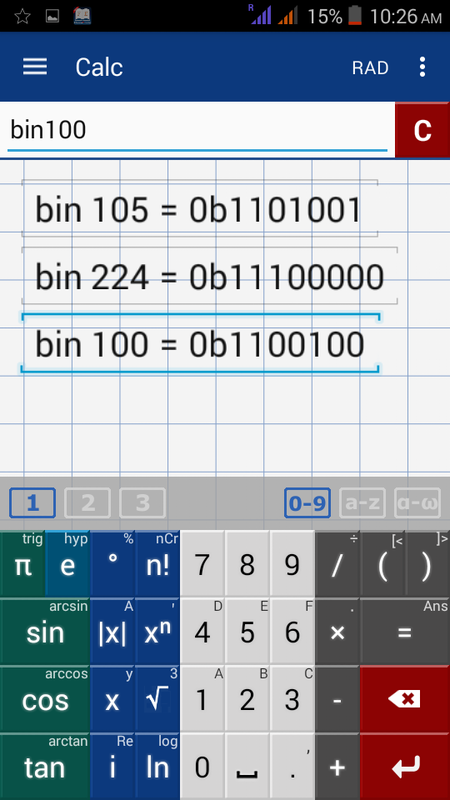 R 15% 10:26 AM
Calc RAD
bin100 C
bin 105 = 0b1101001
bin 224 = 0b11100000
bin 100 = 0b1100100
1 2 3 0-9 a-z α-ω
trig hyp % nCr ÷ [< ]>
π e ° n! 7 8 9 / ( )
arcsin A ' D E F . Ans
sin |x| xⁿ 4 5 6 × =
arccos y 3 A B C
cos x √ 1 2 3 -
arctan Re log ,
tan i ln 0 . +